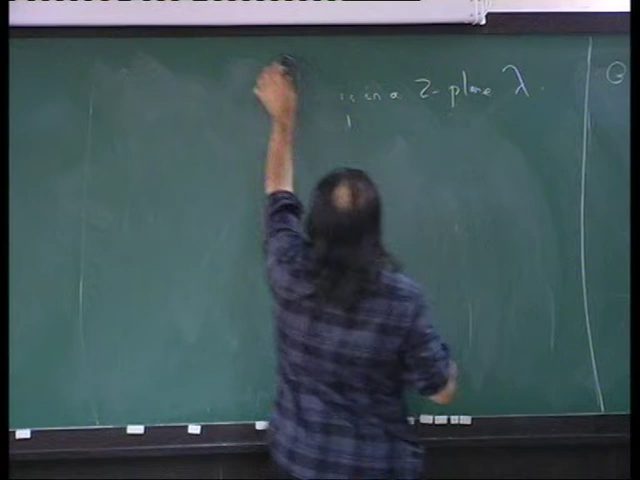 is in a 2-plane λ.